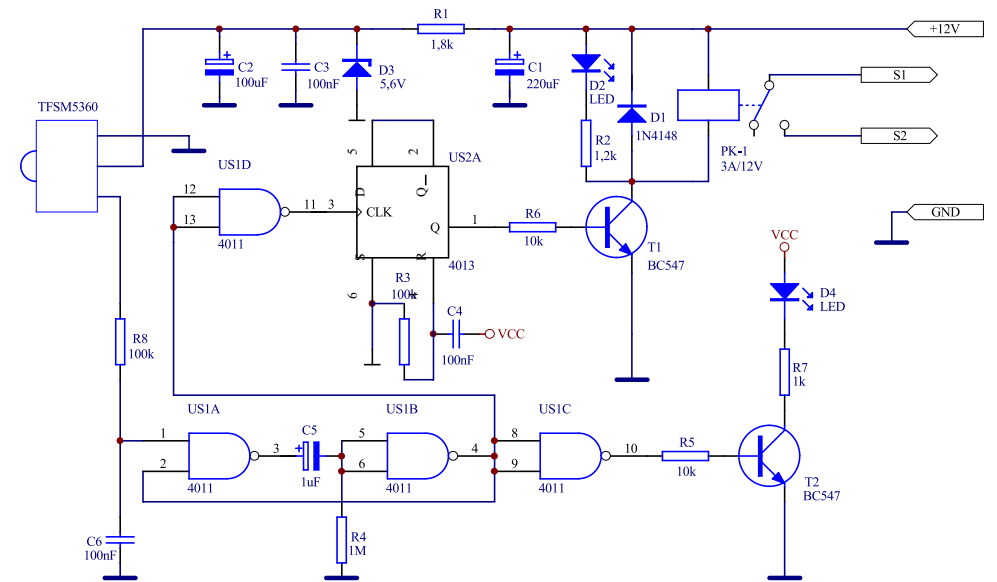 R1
+12V
1,8k
C2
100uF
C3
100nF
D3
5,6V
C1
220uF
D2
LED
D1
1N4148
S1
S2
TFSM5360
R2
1,2k
PK-1
3A/12V
US1D
5
2
US2A
D
Q
12
13
11
3
CLK
Q
1
R6
10k
T1
BC547
GND
VCC
4011
S
R
4013
6
4
R3
100k
C4
100nF
VCC
D4
LED
R8
100k
R7
1k
US1A
US1B
US1C
1
2
3
C5
1uF
5
6
4
8
9
10
R5
10k
4011
4011
4011
T2
BC547
C6
100nF
R4
1M